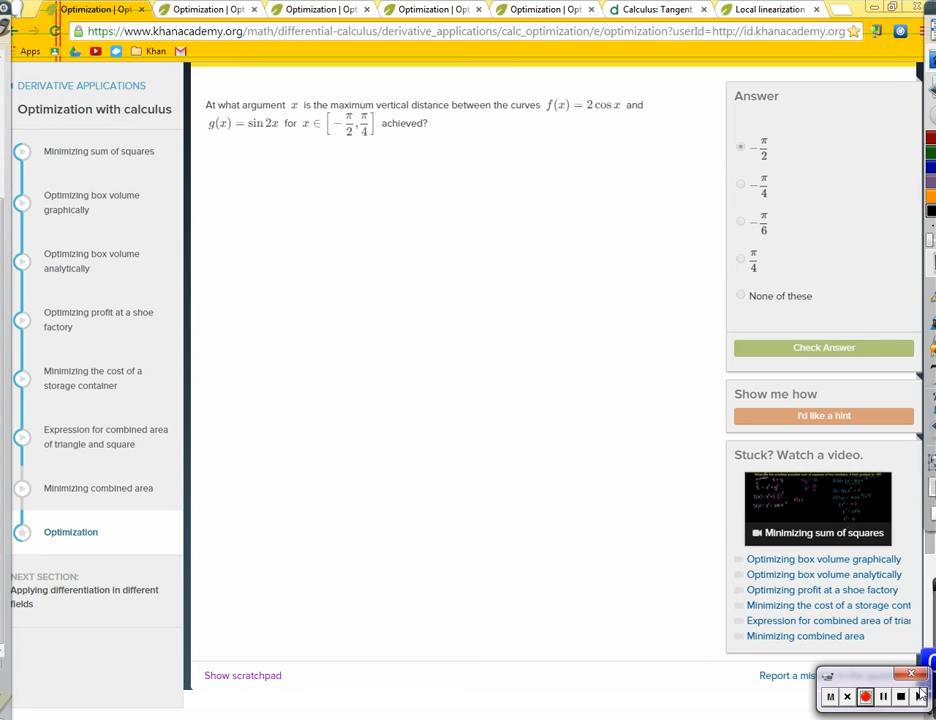 Optimization | Opt ×
Optimization | Opt ×
Optimization | Opt ×
Optimization | Opt ×
Optimization | Opt ×
Calculus: Tangent ×
Local linearization ×
https://www.khanacademy.org/math/differential-calculus/derivative_applications/calc_optimization/e/optimization?userId=http://id.khanacademy.org
Apps
Khan
DERIVATIVE APPLICATIONS
Optimization with calculus
Minimizing sum of squares
Optimizing box volume
graphically
Optimizing box volume
analytically
Optimizing profit at a shoe
factory
Minimizing the cost of a
storage container
Expression for combined area
of triangle and square
Minimizing combined area
Optimization
NEXT SECTION:
Applying differentiation in different
fields
At what argument x is the maximum vertical distance between the curves f(x) = 2 cos x and
g(x) = sin 2x for x ∈ [−π/2, π/4] achieved?
Show scratchpad
Answer
−π/2
−π/4
−π/6
π/4
None of these
Check Answer
Show me how
I'd like a hint
Stuck? Watch a video.
Minimizing sum of squares
Optimizing box volume graphically
Optimizing box volume analytically
Optimizing profit at a shoe factory
Minimizing the cost of a storage cont
Expression for combined area of triar
Minimizing combined area
Report a mis
M